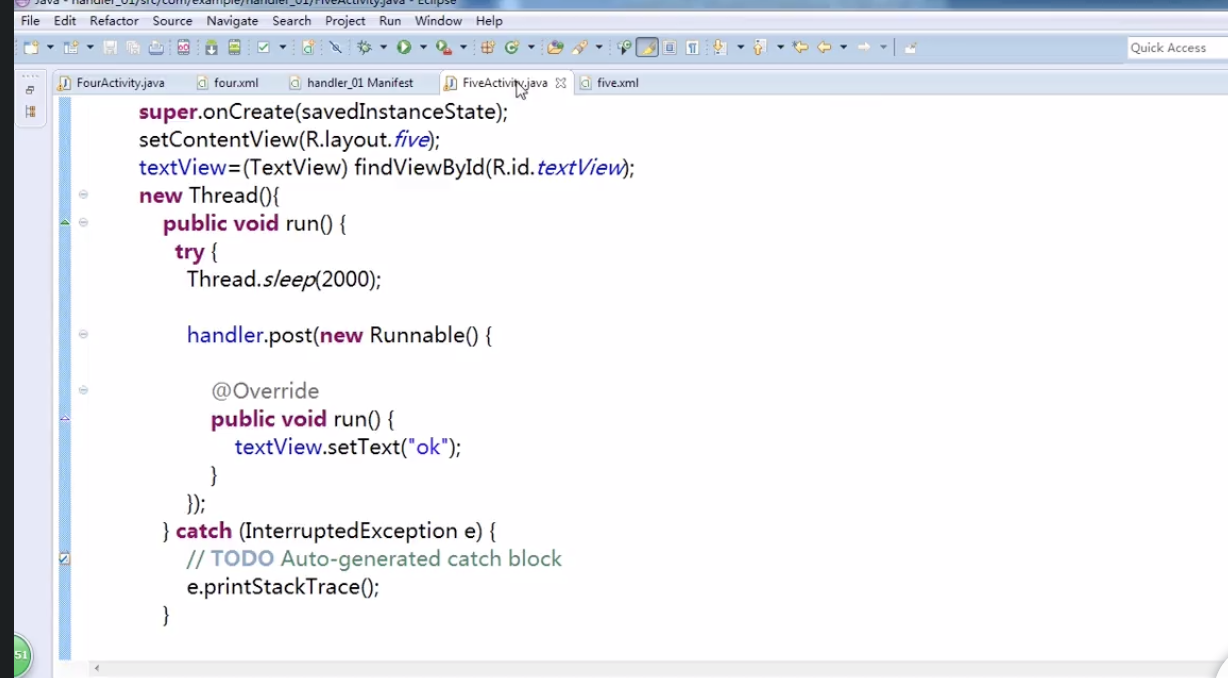 Java - handler_01/src/com/example/handler_01/FiveActivity.java - Eclipse
File Edit Refactor Source Navigate Search Project Run Window Help
Quick Access
FourActivity.java four.xml handler_01 Manifest FiveActivity.java five.xml
super.onCreate(savedInstanceState);
setContentView(R.layout.five);
textView=(TextView) findViewById(R.id.textView);
new Thread(){
public void run() {
try {
Thread.sleep(2000);
handler.post(new Runnable() {
@Override
public void run() {
textView.setText("ok");
}
});
} catch (InterruptedException e) {
// TODO Auto-generated catch block
e.printStackTrace();
}
51